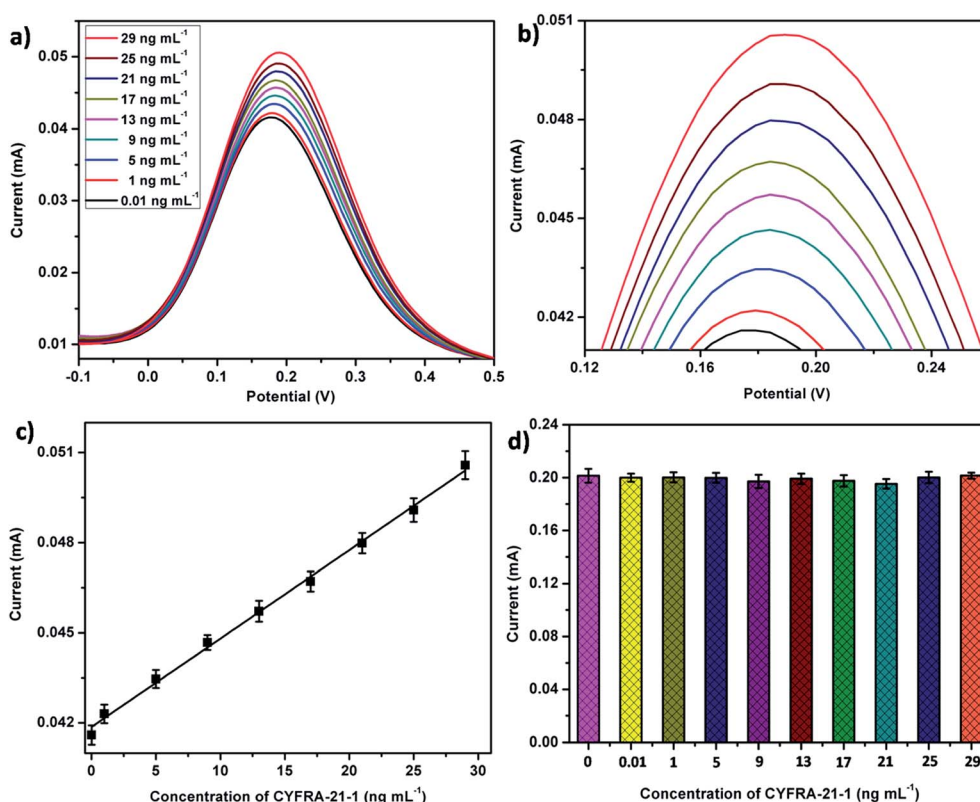 a)
29 ng mL⁻¹
25 ng mL⁻¹
21 ng mL⁻¹
17 ng mL⁻¹
13 ng mL⁻¹
9 ng mL⁻¹
5 ng mL⁻¹
1 ng mL⁻¹
0.01 ng mL⁻¹
0.05
0.04
0.03
0.02
0.01
Current (mA)
-0.1 0.0 0.1 0.2 0.3 0.4 0.5
Potential (V)
b)
0.051
0.048
0.045
0.042
Current (mA)
0.12 0.16 0.20 0.24
Potential (V)
c)
0.051
0.048
0.045
0.042
Current (mA)
0 5 10 15 20 25 30
Concentration of CYFRA-21-1 (ng mL⁻¹)
d)
0.24
0.20
0.16
0.12
0.08
0.04
0.00
Current (mA)
0 0.01 1 5 9 13 17 21 25 29
Concentration of CYFRA-21-1 (ng mL⁻¹)